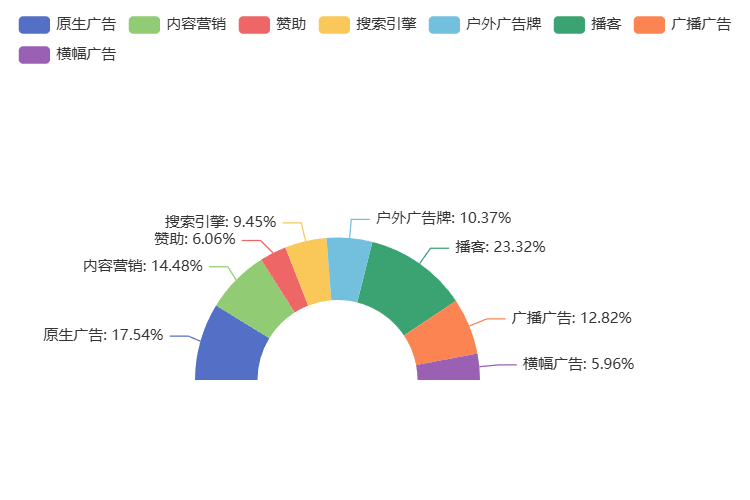 原生广告 内容营销 赞助 搜索引擎 户外广告牌 播客 广播广告
横幅广告
户外广告牌: 10.37%
搜索引擎: 9.45%
赞助: 6.06%
播客: 23.32%
内容营销: 14.48%
广播广告: 12.82%
原生广告: 17.54%
横幅广告: 5.96%